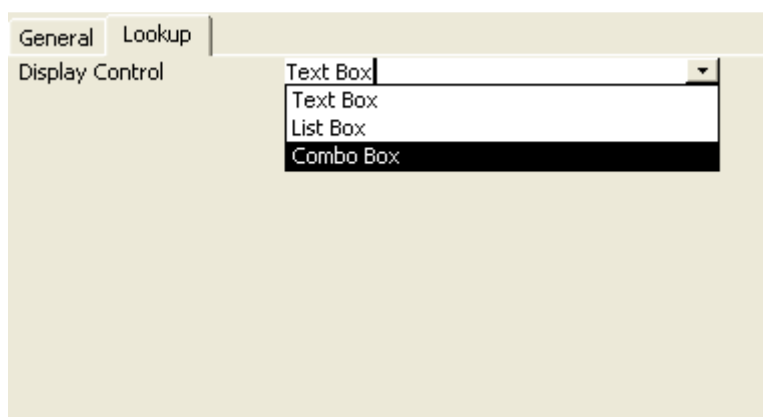 General Lookup
Display Control Text Box
Text Box
List Box
Combo Box